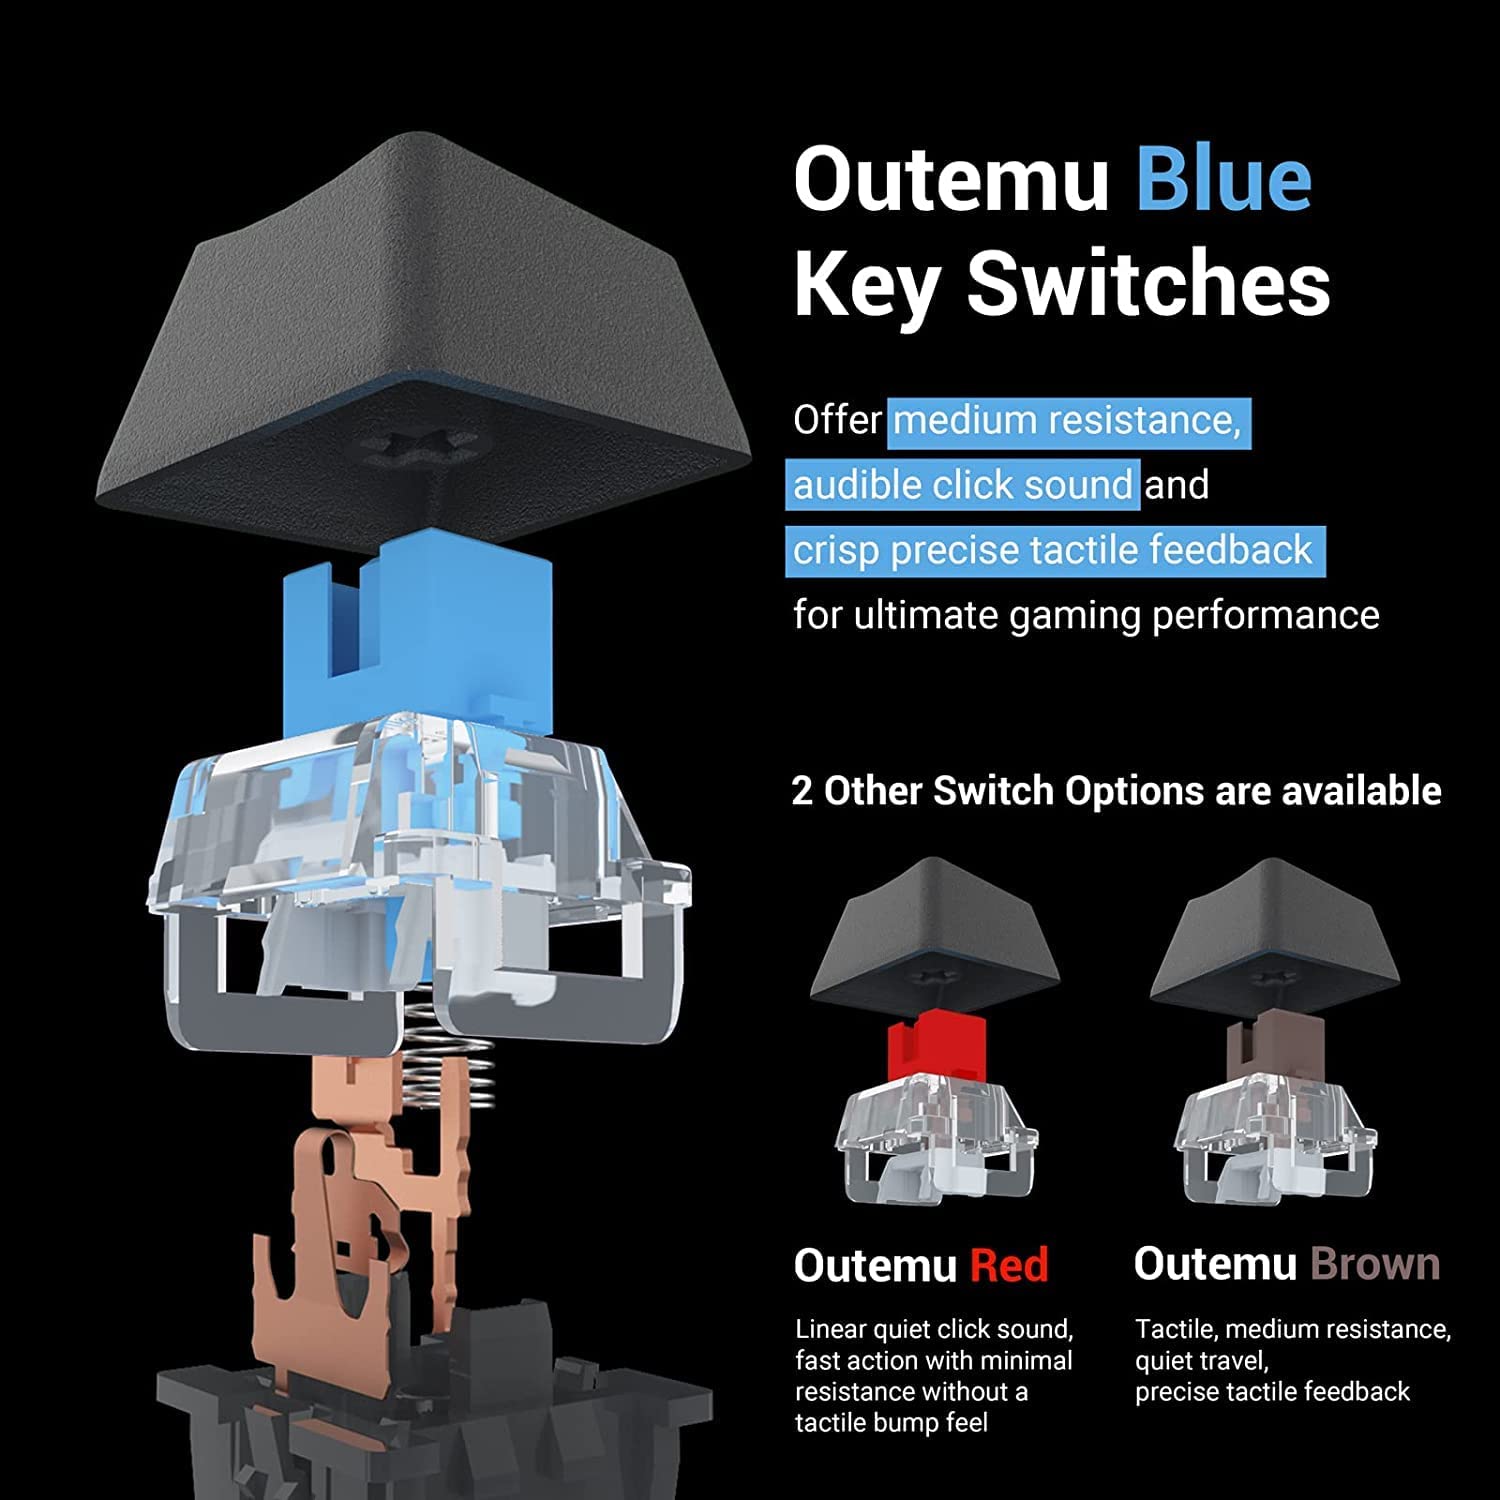 Outemu Blue
Key Switches
Offer medium resistance,
audible click sound and
crisp precise tactile feedback
for ultimate gaming performance
2 Other Switch Options are available
Outemu Red
Linear quiet click sound,
fast action with minimal
resistance without a
tactile bump feel
Outemu Brown
Tactile, medium resistance,
quiet travel,
precise tactile feedback